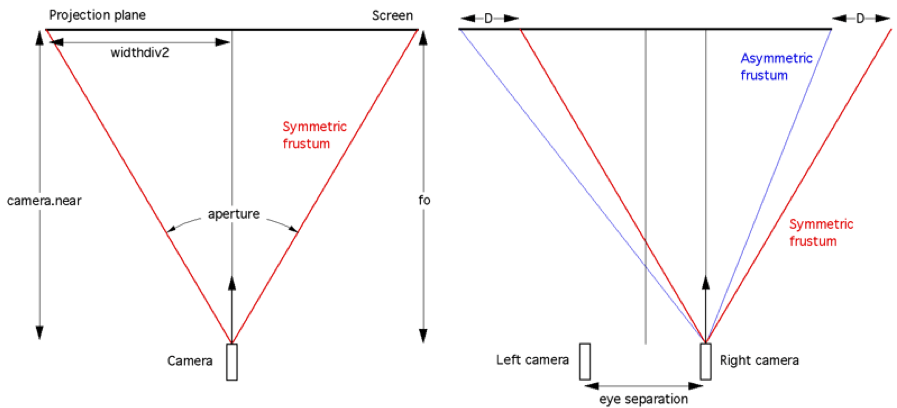 Projection plane
Screen
widthdiv2
Symmetric
frustum
camera.near
aperture
fo
Camera
D
D
Asymmetric
frustum
Symmetric
frustum
Left camera
Right camera
eye separation